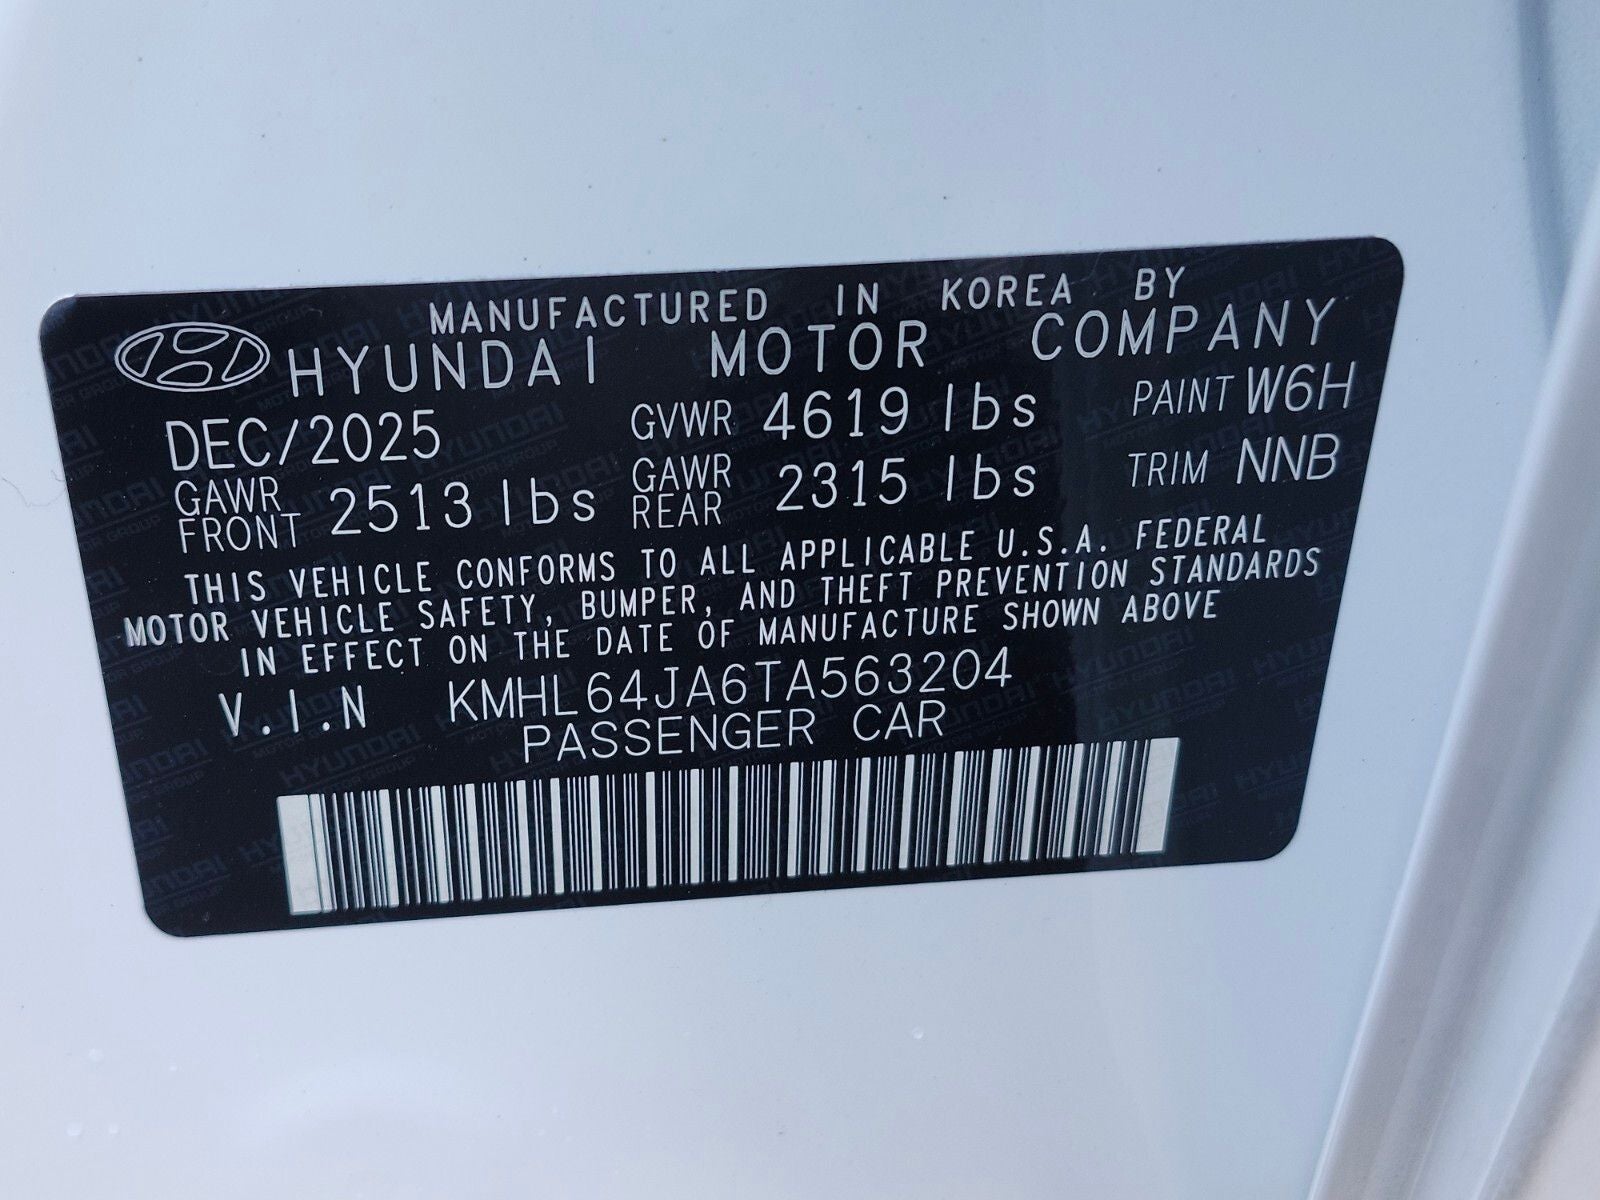 MANUFACTURED IN KOREA BY
HYUNDAI MOTOR COMPANY
DEC/2025 GVWR 4619 lbs PAINT W6H
GAWR FRONT 2513 lbs GAWR REAR 2315 lbs TRIM NNB
THIS VEHICLE CONFORMS TO ALL APPLICABLE U.S.A. FEDERAL
MOTOR VEHICLE SAFETY, BUMPER, AND THEFT PREVENTION STANDARDS
IN EFFECT ON THE DATE OF MANUFACTURE SHOWN ABOVE
V.I.N KMHL64JA6TA563204
PASSENGER CAR